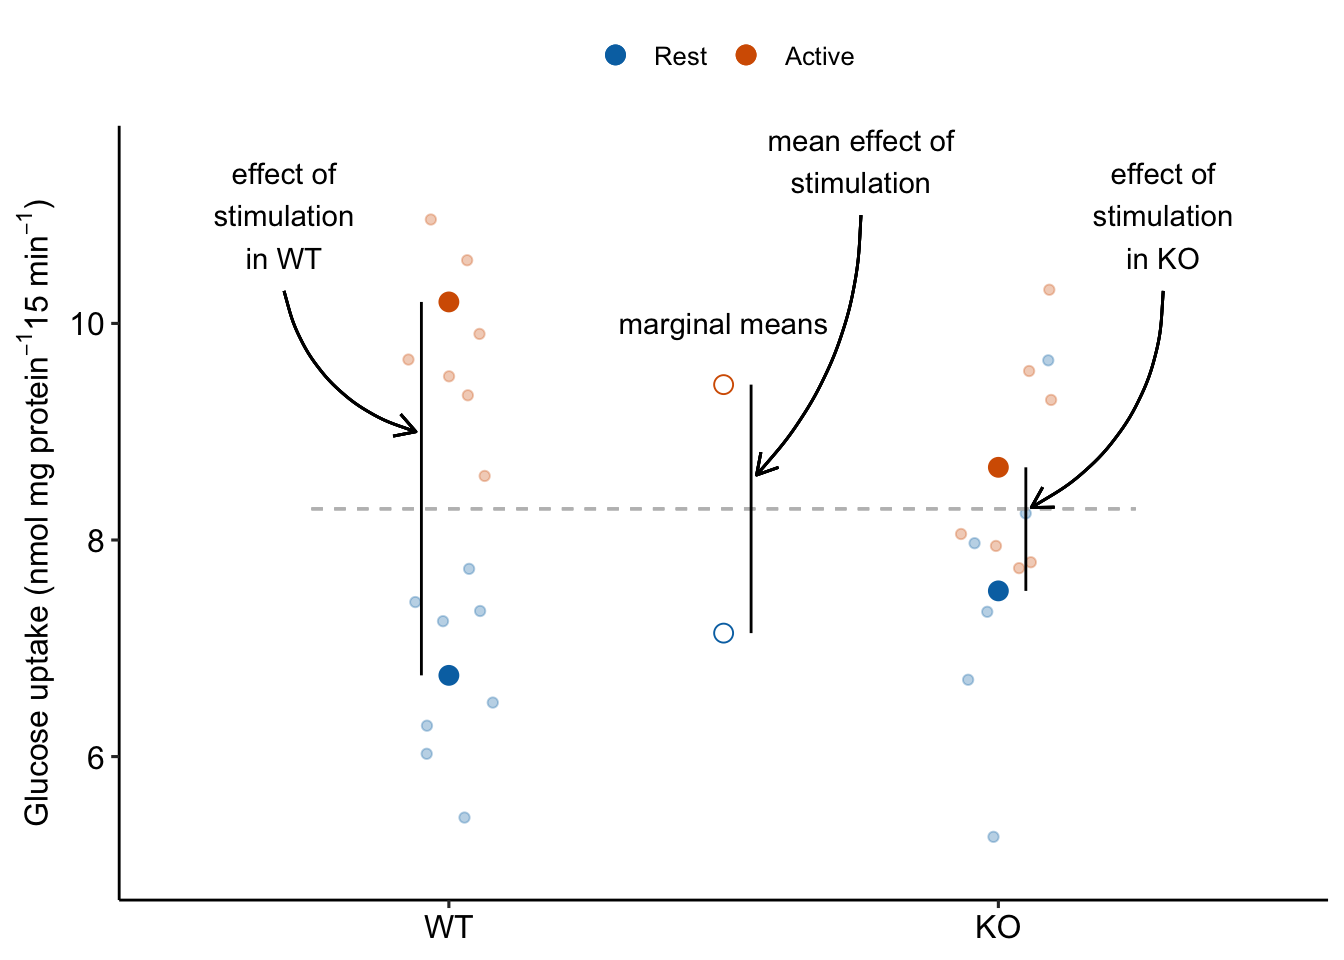 Rest Active
mean effect of
stimulation
effect of
stimulation
in WT
effect of
stimulation
in KO
marginal means
Glucose uptake (nmol mg protein⁻¹15 min⁻¹)
10
8
6
WT KO